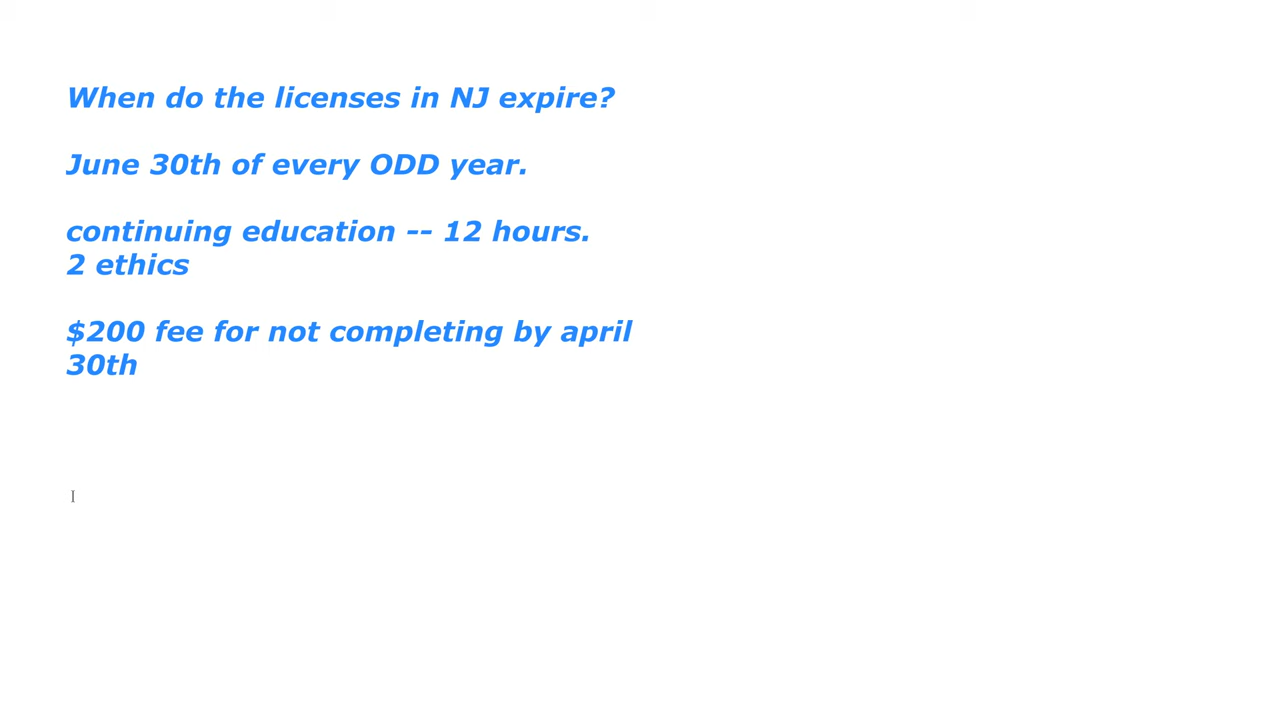 When do the licenses in NJ expire?
June 30th of every ODD year.
continuing education -- 12 hours.
2 ethics
$200 fee for not completing by april
30th